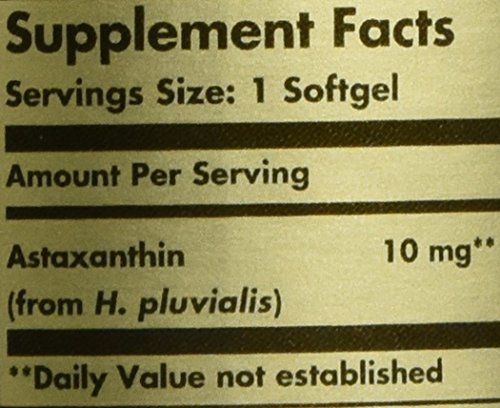 Supplement Facts
Servings Size: 1 Softgel
Amount Per Serving
Astaxanthin 10 mg**
(from H. pluvialis)
**Daily Value not established